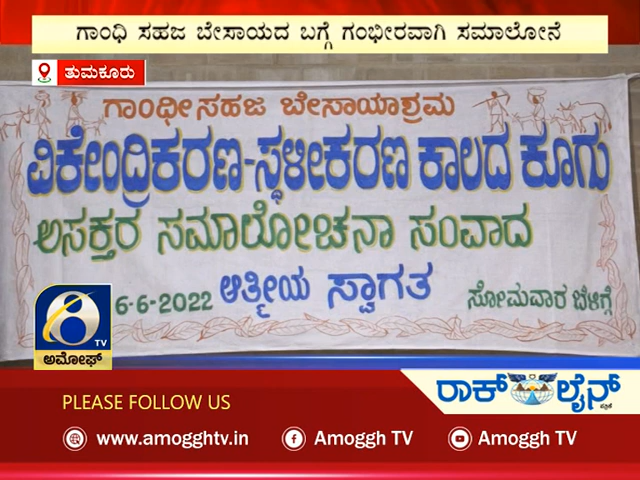 ಗಾಂಧಿ ಸಹಜ ಬೇಸಾಯದ ಬಗ್ಗೆ ಗಂಭೀರವಾಗಿ ಸಮಾಲೋನೆ
ತುಮಕೂರು
ಗಾಂಧೀಸಹಜ ಬೇಸಾಯಾಶ್ರಮ
ವಿಕೇಂದ್ರಿಕರಣ-ಸ್ಥಳೀಕರಣ ಕಾಲದ ಕೂಗು
ಅಸಕ್ತರ ಸಮಾಲೋಚನಾ ಸಂವಾದ
6-6-2022 ಆತ್ಮೀಯ ಸ್ವಾಗತ ಸೋಮವಾರ ಬೆಳಿಗ್ಗೆ
TV
ಅಮೋಘ್
ರಾಕ್ ಲೈನ್
PLEASE FOLLOW US
www.amogghtv.in Amoggh TV Amoggh TV